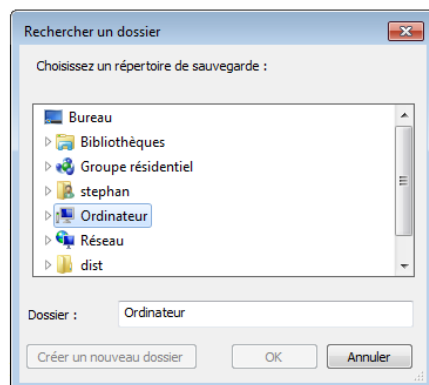 Rechercher un dossier
Choisissez un répertoire de sauvegarde :
Bureau
Bibliothèques
Groupe résidentiel
stephan
Ordinateur
Réseau
dist
Dossier : Ordinateur
Créer un nouveau dossier OK Annuler